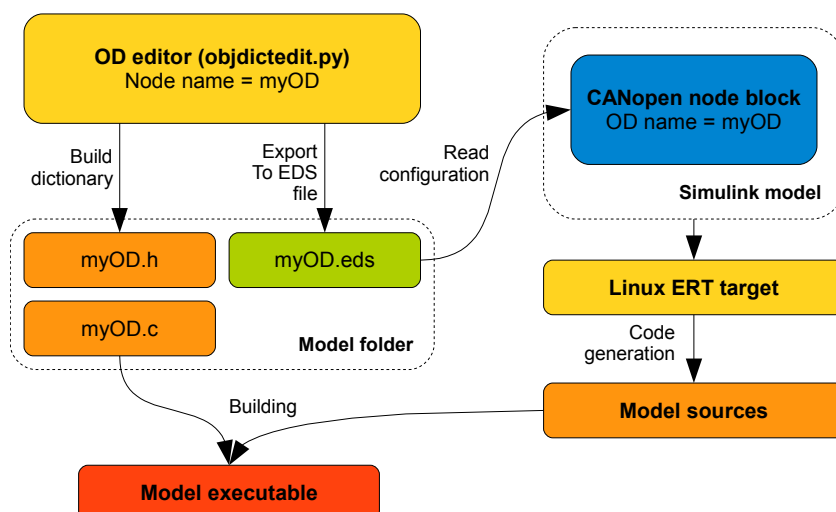 OD editor (objdictedit.py)
Node name = myOD
CANopen node block
OD name = myOD
Simulink model
Build
dictionary
Export
To EDS
file
Read
configuration
myOD.h
myOD.eds
myOD.c
Model folder
Linux ERT target
Code
generation
Model sources
Building
Model executable